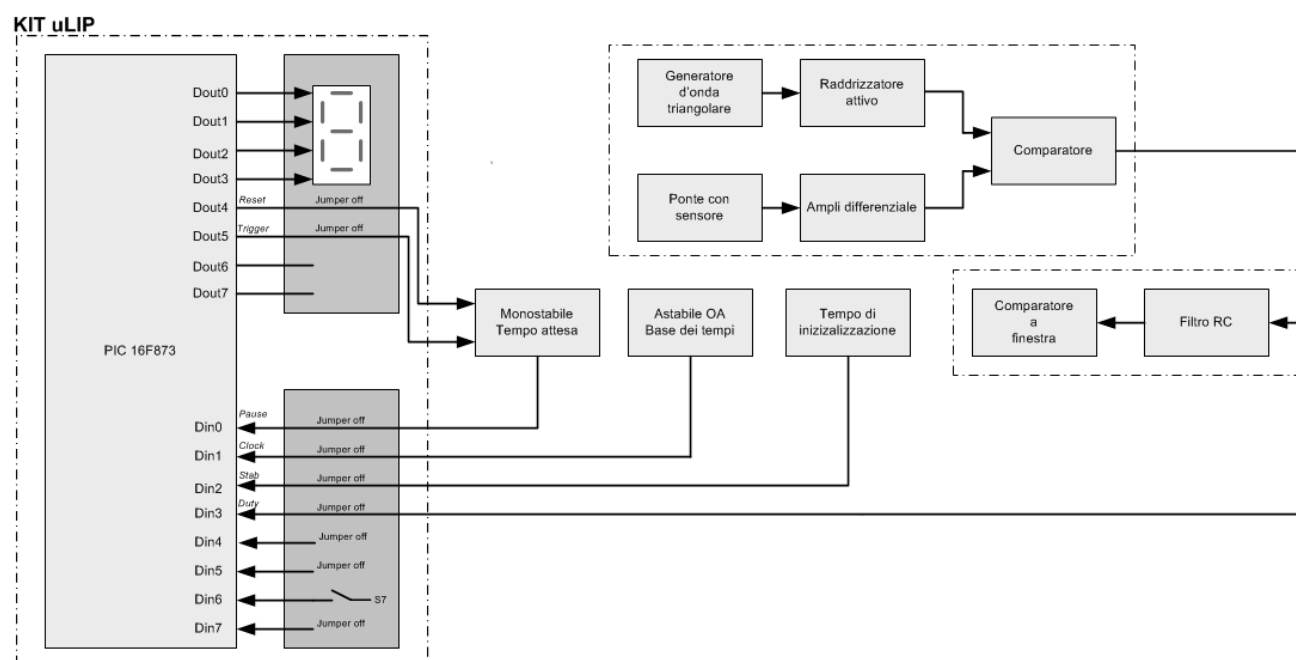 KIT uLIP
PIC 16F873
Dout0
Dout1
Dout2
Dout3
Dout4
Dout5
Dout6
Dout7
Reset
Trigger
Jumper off
Jumper off
Generatore
d'onda
triangolare
Raddrizzatore
attivo
Comparatore
Ponte con
sensore
Ampli differenziale
Monostabile
Tempo attesa
Astabile OA
Base dei tempi
Tempo di
inizizalizzazione
Comparatore
a
finestra
Filtro RC
Din0
Din1
Din2
Din3
Din4
Din5
Din6
Din7
Pause
Clock
Stab
Duty
Jumper off
Jumper off
Jumper off
Jumper off
Jumper off
Jumper off
S7
Jumper off